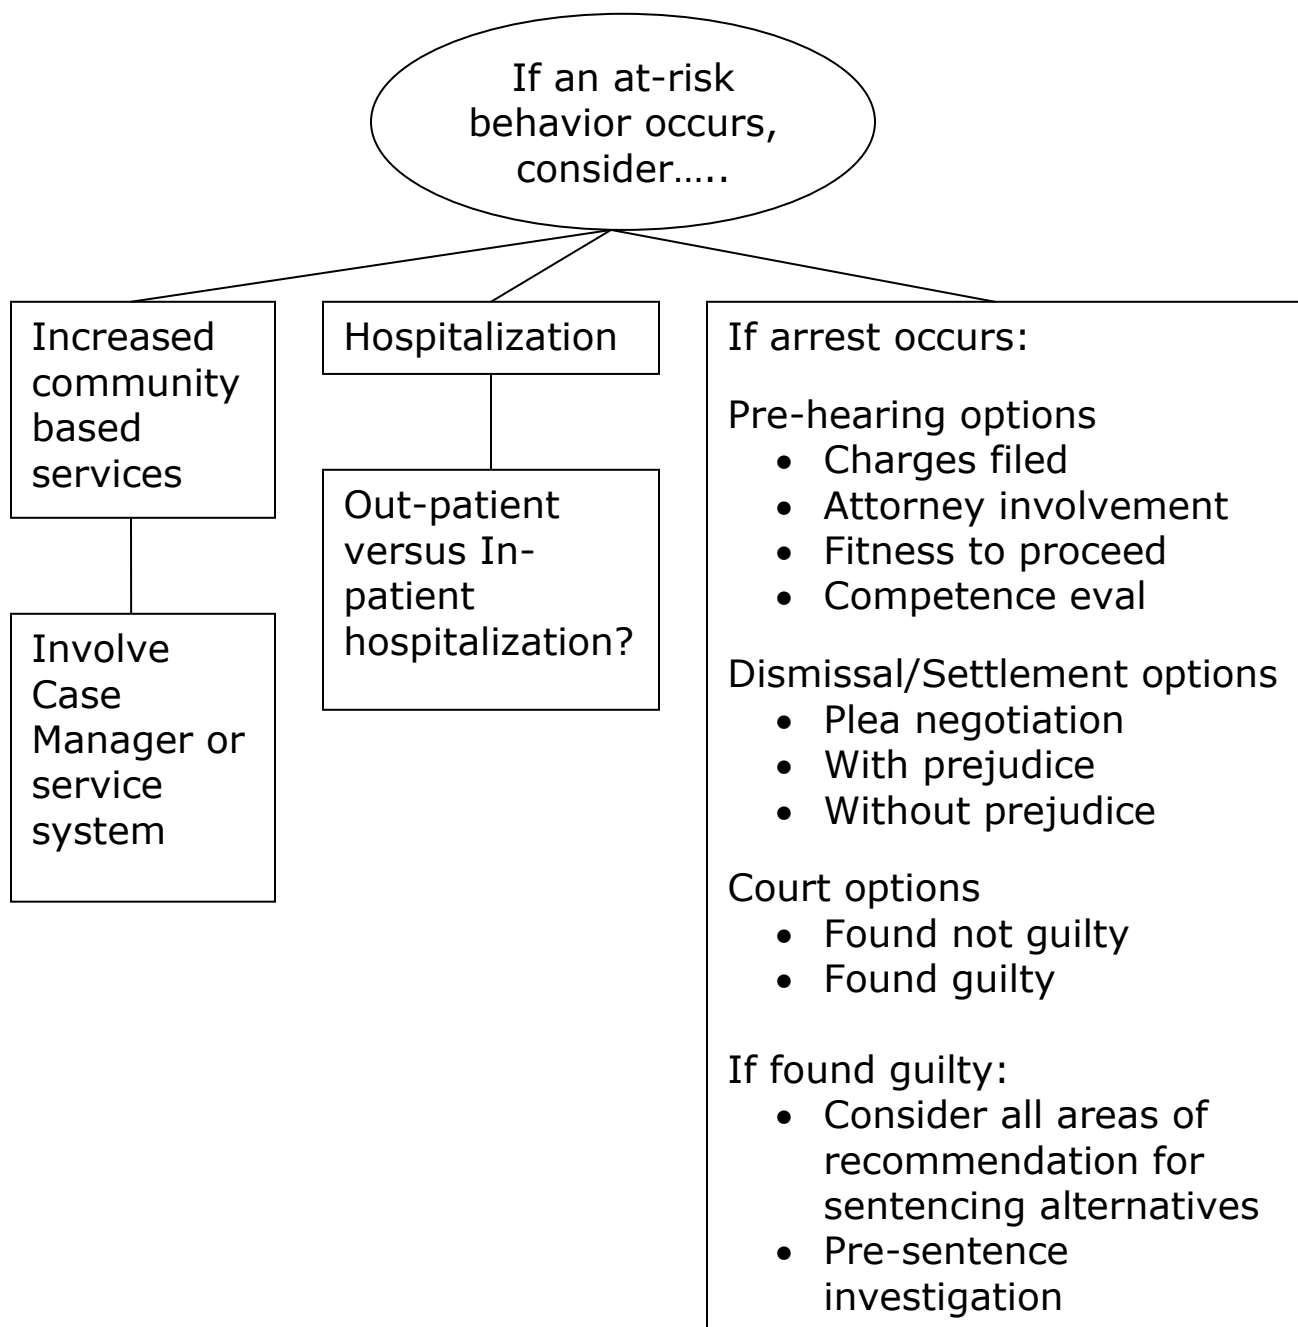 If an at-risk
behavior occurs,
consider…..
Increased
community
based
services
Involve
Case
Manager or
service
system
Hospitalization
Out-patient
versus In-
patient
hospitalization?
If arrest occurs:
Pre-hearing options
• Charges filed
• Attorney involvement
• Fitness to proceed
• Competence eval
Dismissal/Settlement options
• Plea negotiation
• With prejudice
• Without prejudice
Court options
• Found not guilty
• Found guilty
If found guilty:
• Consider all areas of
recommendation for
sentencing alternatives
• Pre-sentence
investigation